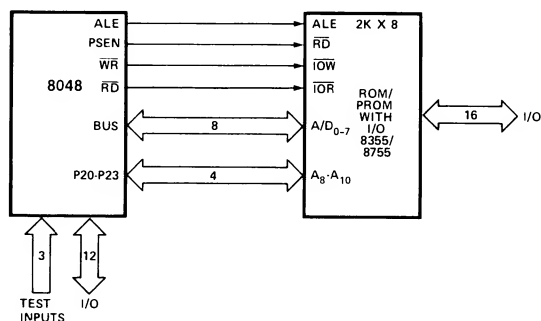 ALE
PSEN
WR
8048
RD
BUS
P20-P23
8
4
ALE 2K X 8
RD
IOW
IOR
ROM/
PROM
WITH
I/O
8355/
8755
A/D0-7
A8-A10
16
I/O
3
12
TEST
INPUTS
I/O